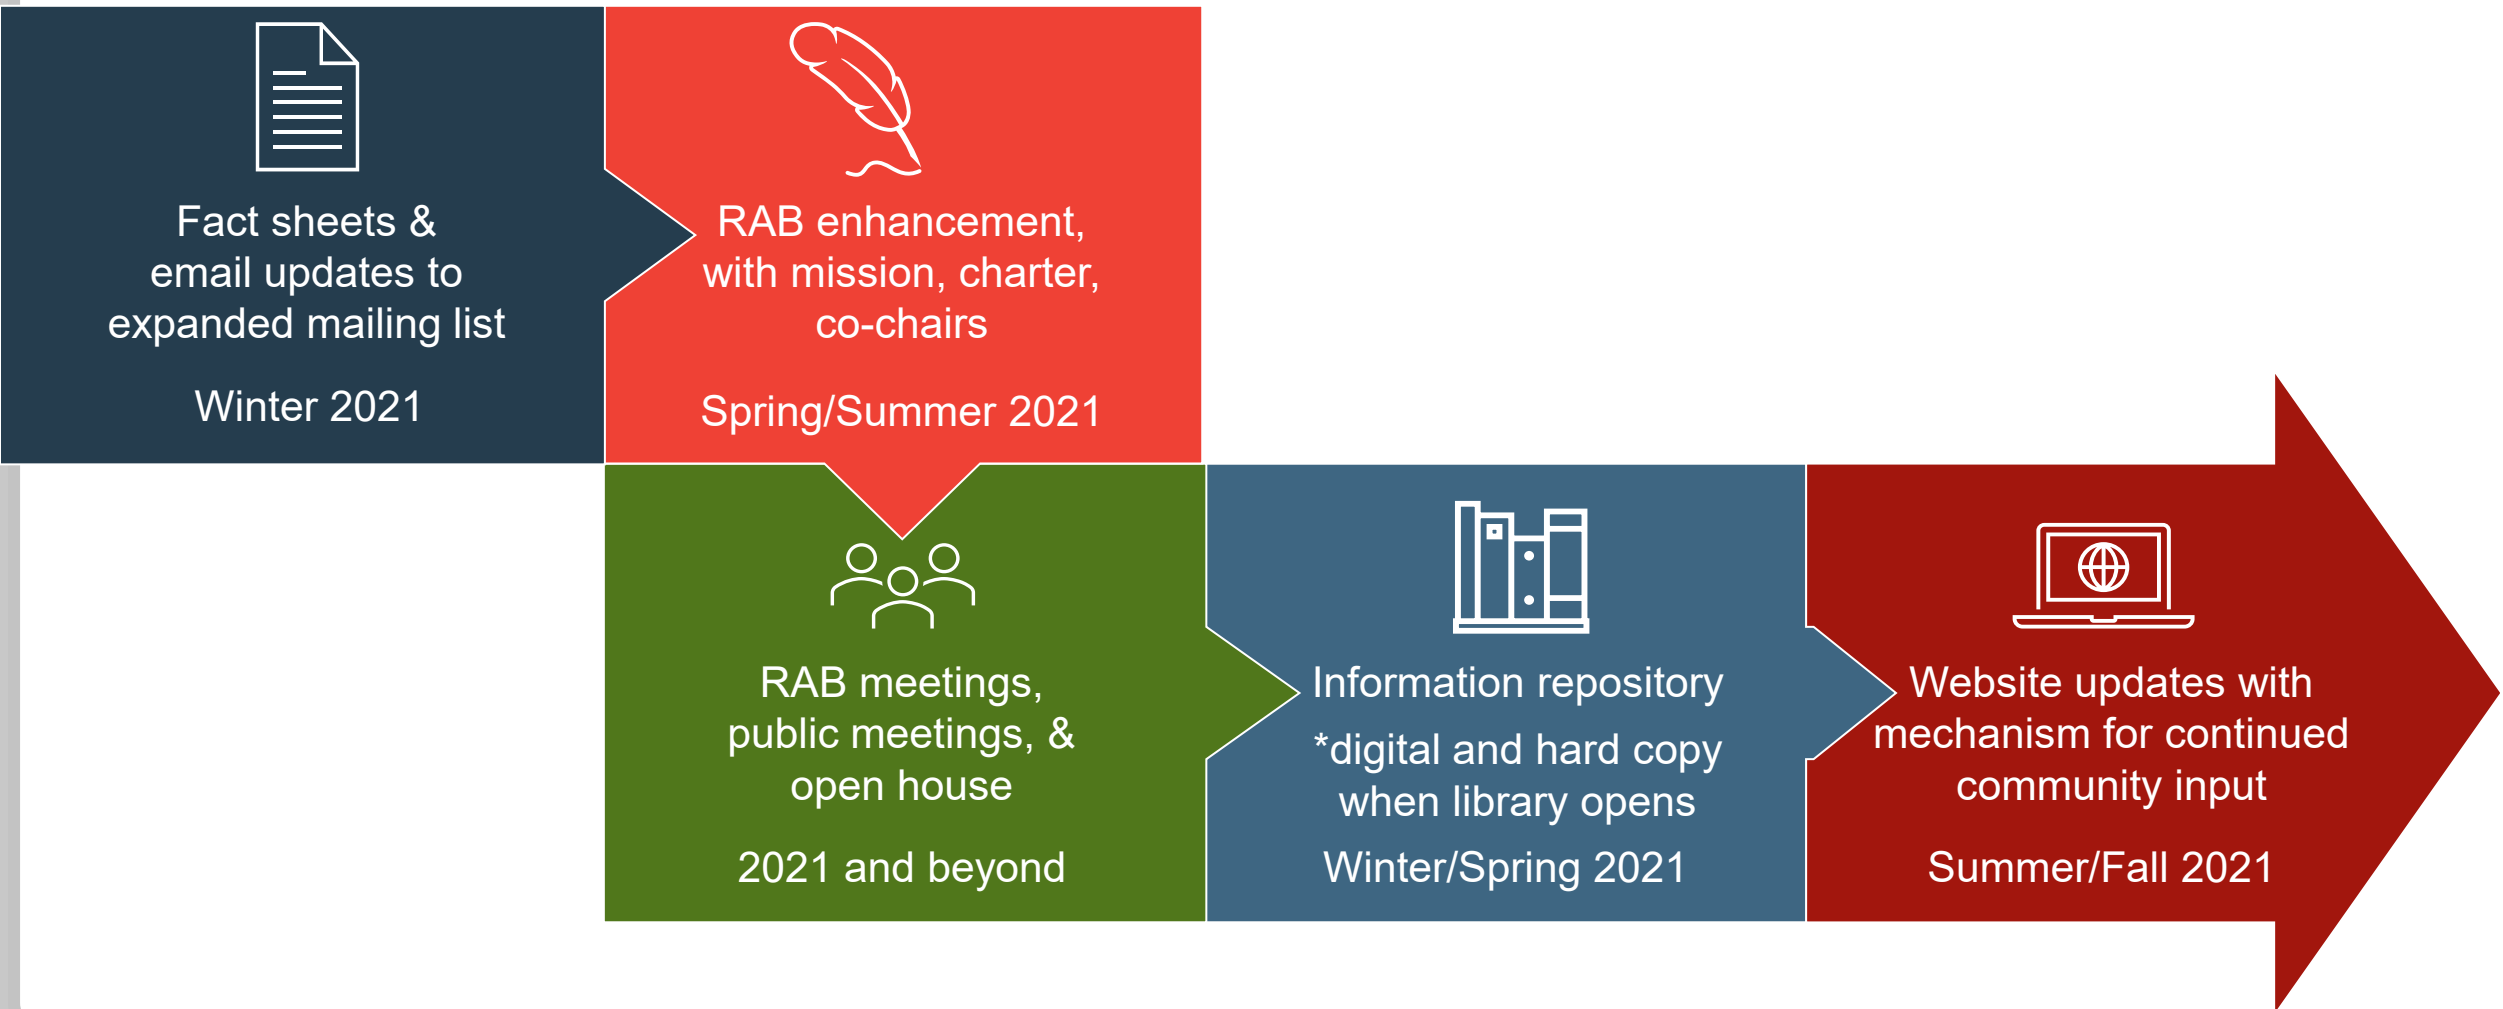 Fact sheets &
email updates to
expanded mailing list
Winter 2021
RAB enhancement,
with mission, charter,
co-chairs
Spring/Summer 2021
RAB meetings,
public meetings, &
open house
2021 and beyond
Information repository
*digital and hard copy
when library opens
Winter/Spring 2021
Website updates with
mechanism for continued
community input
Summer/Fall 2021